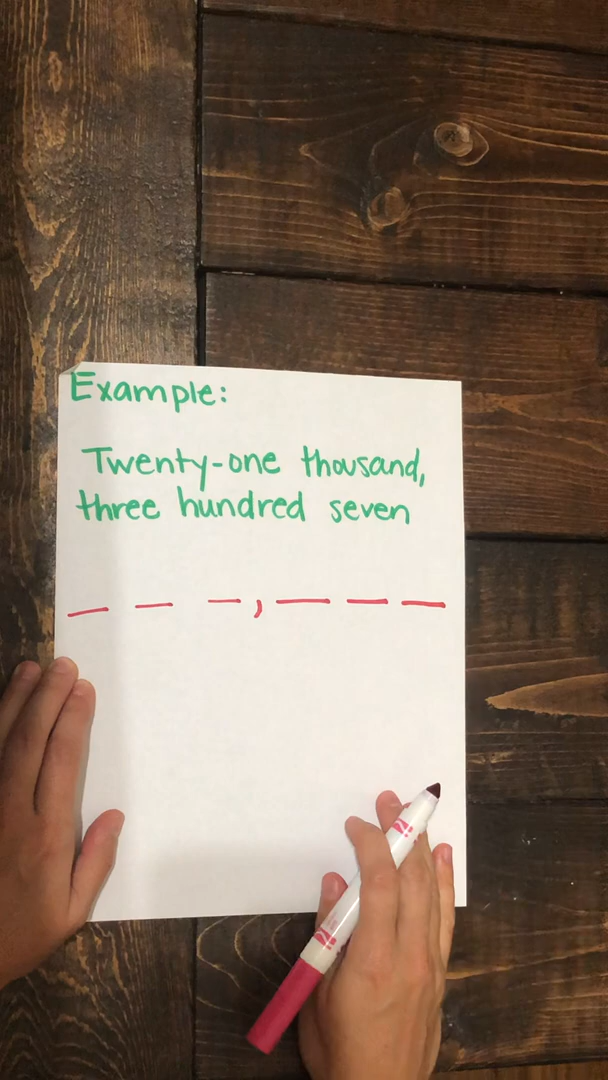 Example:
Twenty-one thousand,
three hundred seven
_ _ _, _ _ _